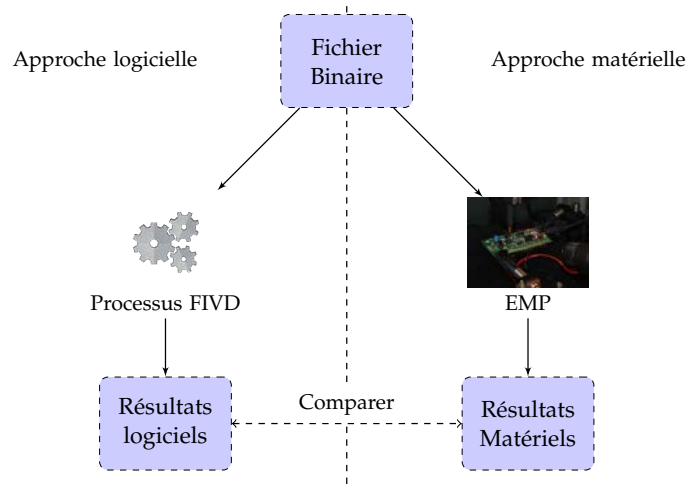 Approche logicielle
Fichier
Binaire
Approche matérielle
Processus FIVD
EMP
Résultats
logiciels
Comparer
Résultats
Matériels